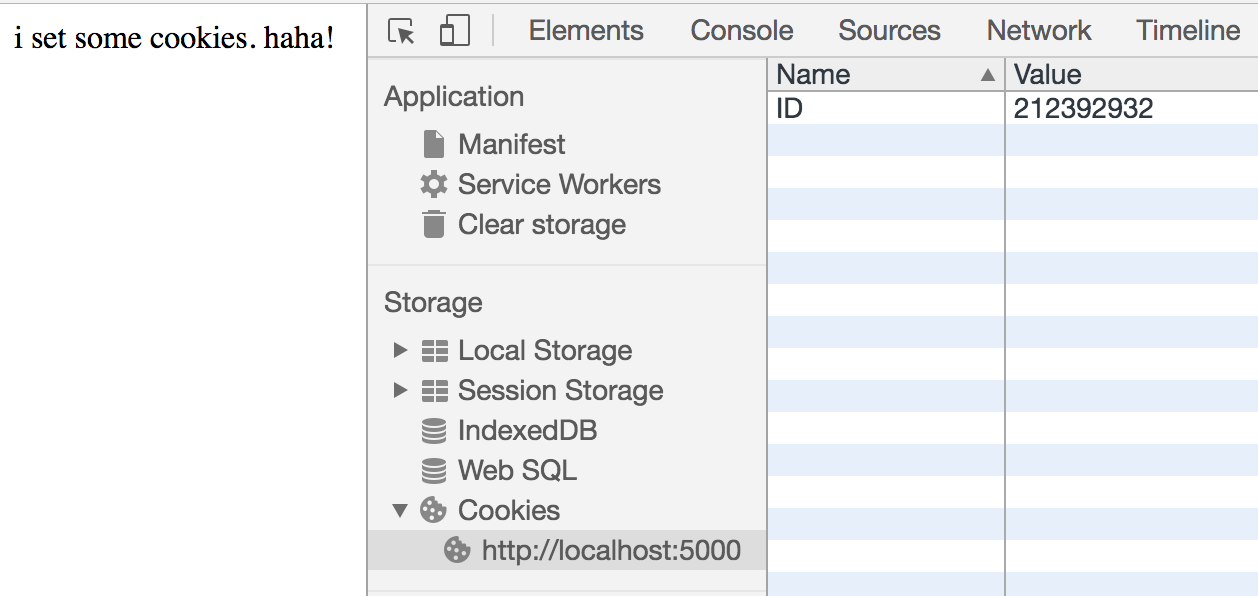 i set some cookies. haha!
Elements Console Sources Network Timeline
Application
Manifest
Service Workers
Clear storage
Storage
Local Storage
Session Storage
IndexedDB
Web SQL
Cookies
http://localhost:5000
Name Value
ID 212392932